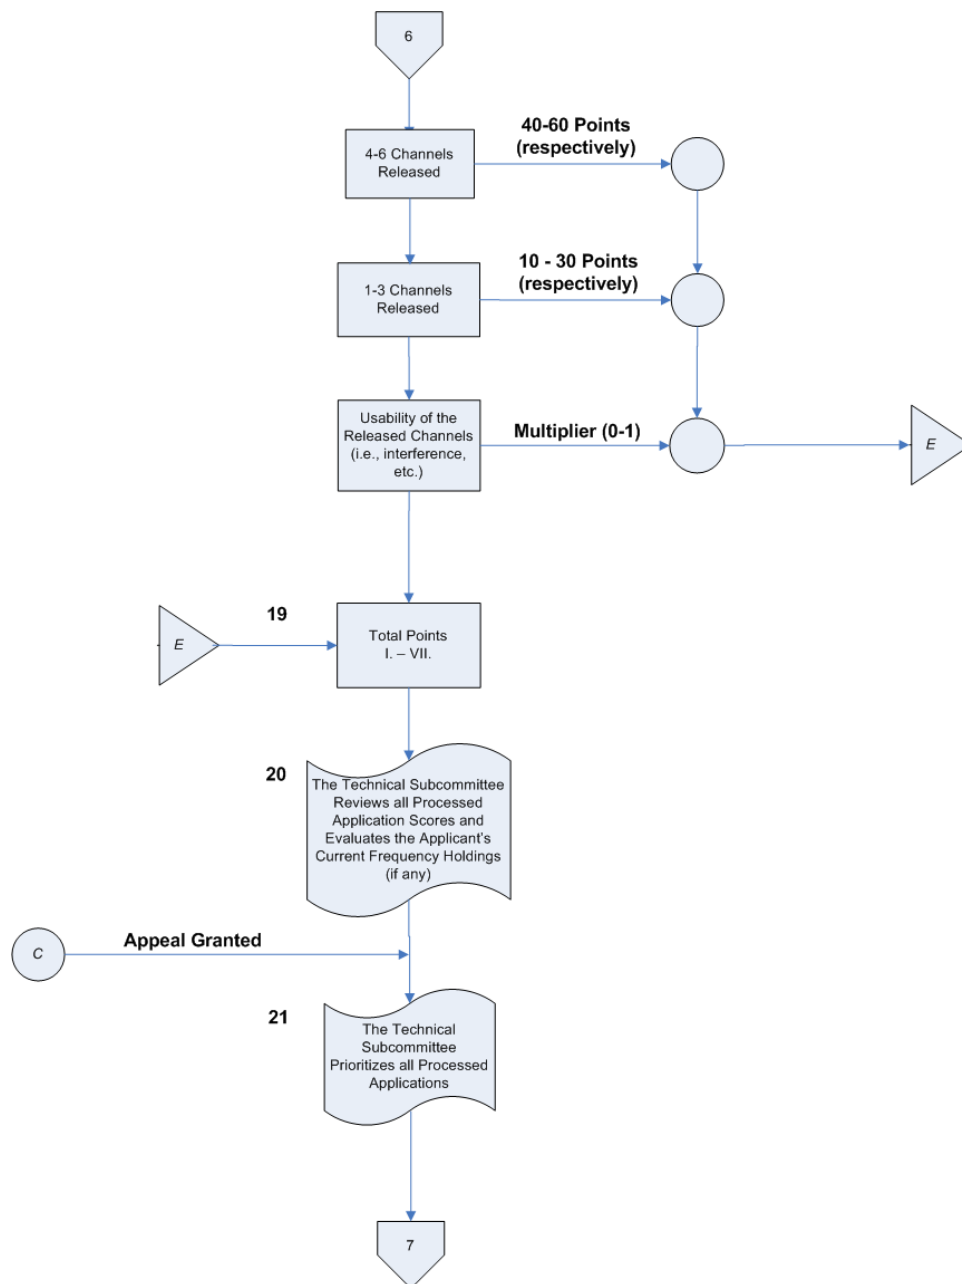 6
4-6 Channels
Released
40-60 Points
(respectively)
1-3 Channels
Released
10 - 30 Points
(respectively)
Usability of the
Released Channels
(i.e., interference,
etc.)
Multiplier (0-1)
E
E
19
Total Points
I. – VII.
20
The Technical Subcommittee
Reviews all Processed
Application Scores and
Evaluates the Applicant's
Current Frequency Holdings
(if any)
C
Appeal Granted
21
The Technical
Subcommittee
Prioritizes all Processed
Applications
7